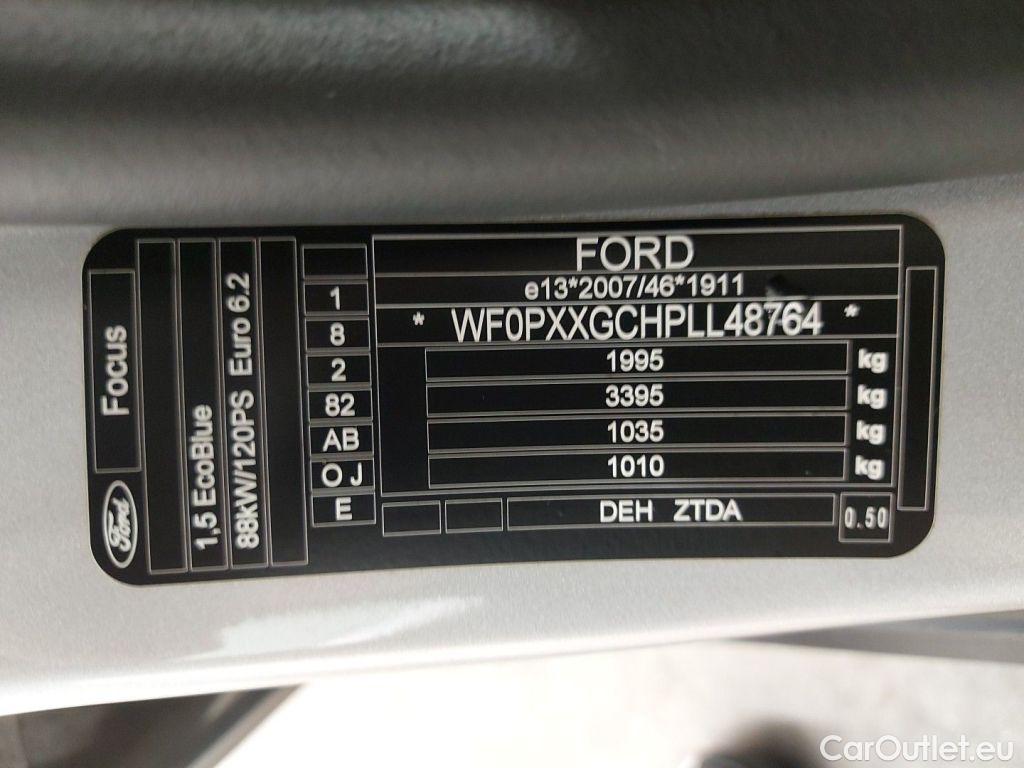 FORD
e13*2007/46*1911
* WF0PXXGCHPLL48764 *
1995 kg
3395 kg
1035 kg
1010 kg
DEH ZTDA
0.50
1
8
2
82
AB
O J
E
Focus
1,5 EcoBlue
88kW/120PS Euro 6.2
Ford
CarOutlet.eu